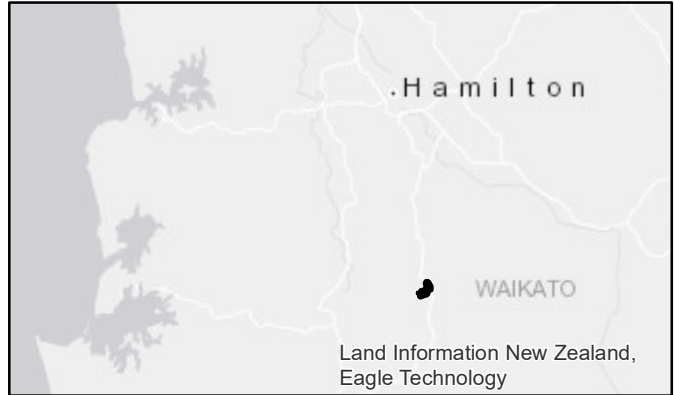 .Hamilton
WAIKATO
Land Information New Zealand,
Eagle Technology